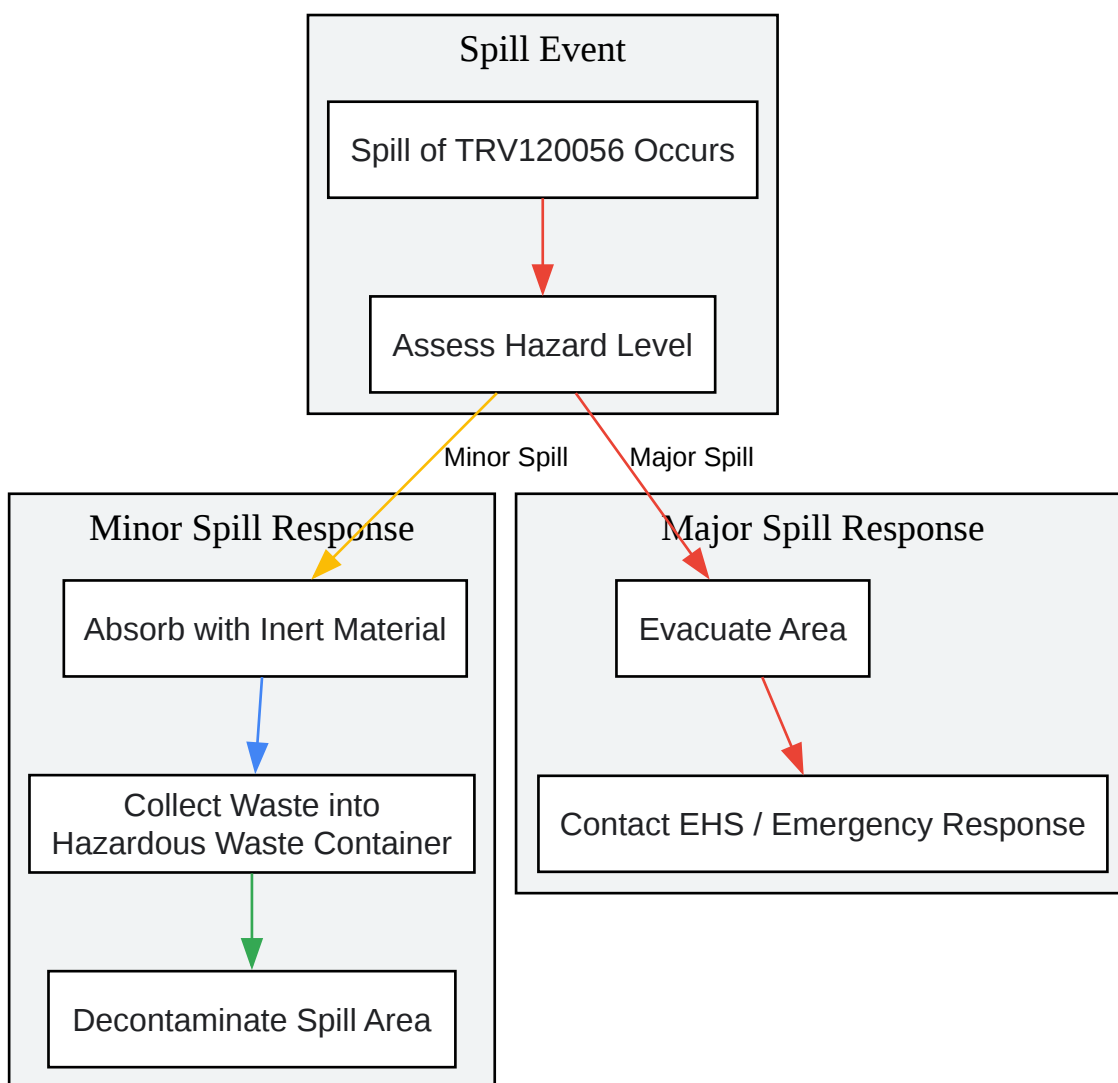 Spill Event
Spill of TRV120056 Occurs
Assess Hazard Level
Minor Spill
Major Spill
Minor Spill Response
Absorb with Inert Material
Collect Waste into
Hazardous Waste Container
Decontaminate Spill Area
Major Spill Response
Evacuate Area
Contact EHS / Emergency Response